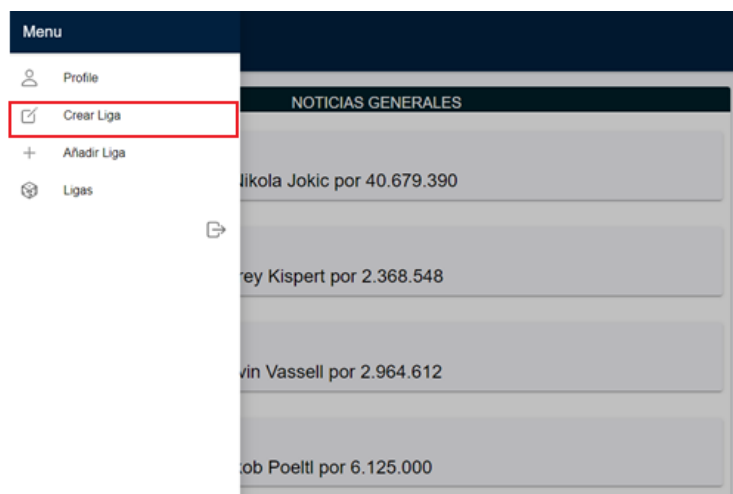 Menu
Profile
Crear Liga
Añadir Liga
Ligas
NOTICIAS GENERALES
Nikola Jokic por 40.679.390
rey Kispert por 2.368.548
vin Vassell por 2.964.612
kob Poeltl por 6.125.000